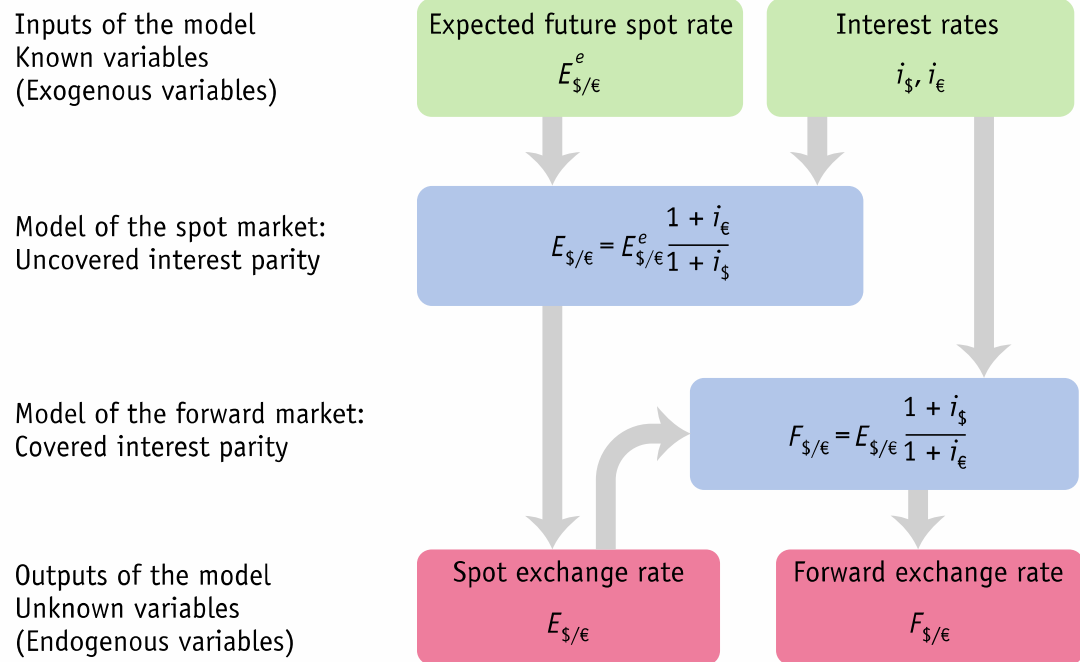 Inputs of the model
Known variables
(Exogenous variables)
Expected future spot rate
E^e_$/€
Interest rates
i_$, i_€
Model of the spot market:
Uncovered interest parity
E_$/€ = E^e_$/€ (1 + i_€)/(1 + i_$)
Model of the forward market:
Covered interest parity
F_$/€ = E_$/€ (1 + i_$)/(1 + i_€)
Outputs of the model
Unknown variables
(Endogenous variables)
Spot exchange rate
E_$/€
Forward exchange rate
F_$/€